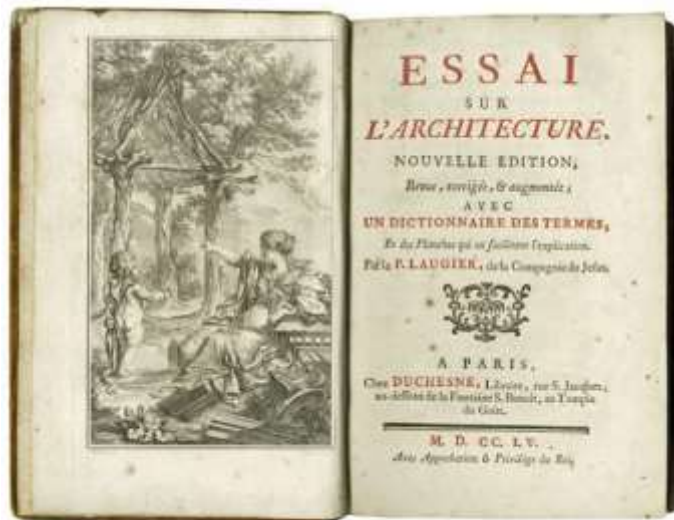 ESSAI
SUR
L'ARCHITECTURE.
NOUVELLE EDITION,
Revue, corrigée, & augmentée;
AVEC
UN DICTIONNAIRE DES TERMES,
Et des Planches qui en facilitent l'explication.
Par le P. LAUGIER, de la Compagnie de Jesus.
A PARIS,
Chez DUCHESNE, Libraire, rue S. Jacques,
au-dessous de la Fontaine S. Benoît, au Temple
du Goût.
M. D. CC. LV.
Avec Approbation & Privilége du Roi,